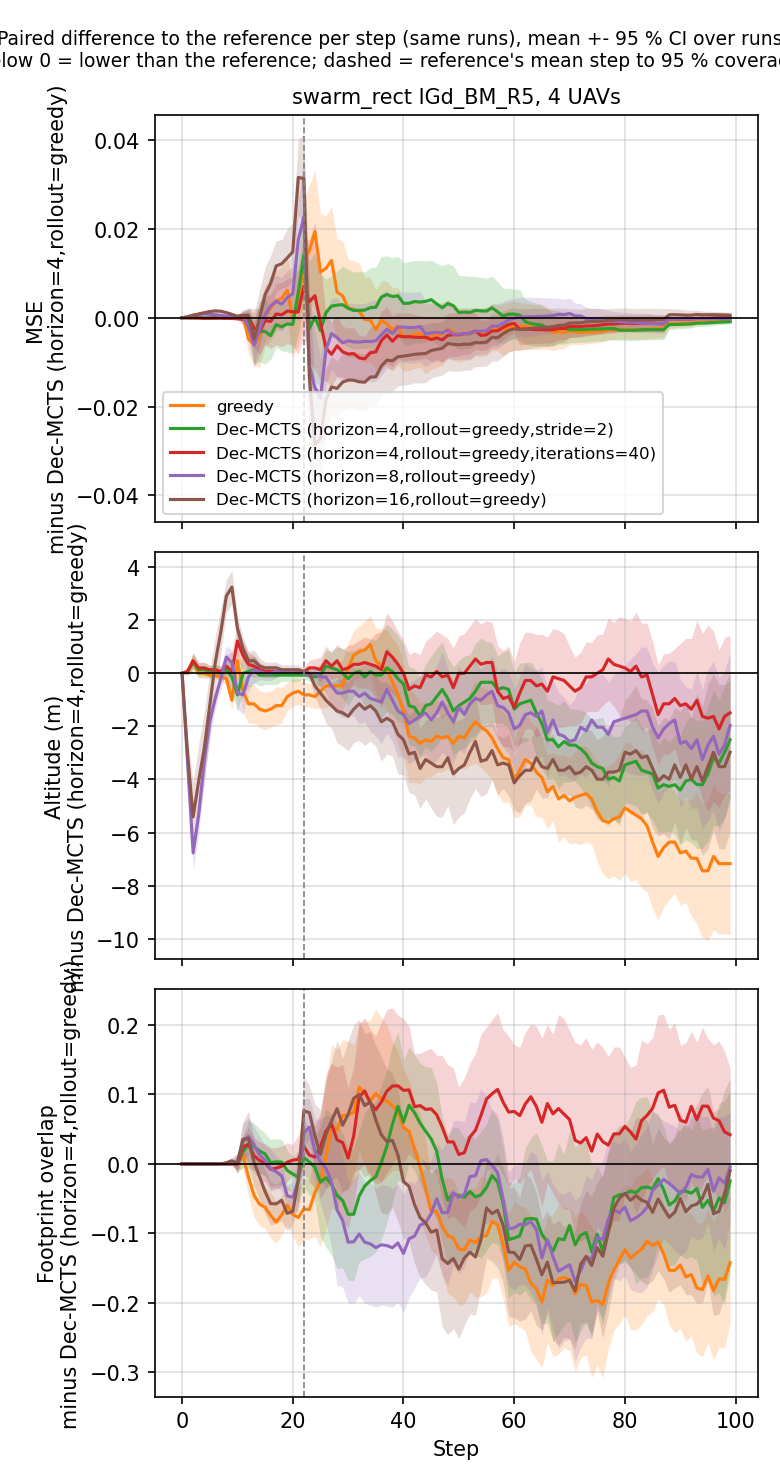 Paired difference to the reference per step (same runs), mean +- 95 % CI over runs
low 0 = lower than the reference; dashed = reference's mean step to 95 % covera
swarm_rect IGd_BM_R5, 4 UAVs
MSE
minus Dec-MCTS (horizon=4,rollout=greedy)
0.04
0.02
0.00
−0.02
−0.04
greedy
Dec-MCTS (horizon=4,rollout=greedy,stride=2)
Dec-MCTS (horizon=4,rollout=greedy,iterations=40)
Dec-MCTS (horizon=8,rollout=greedy)
Dec-MCTS (horizon=16,rollout=greedy)
Altitude (m)
minus Dec-MCTS (horizon=4,rollout=greedy)
4
2
0
−2
−4
−6
−8
−10
Footprint overlap
minus Dec-MCTS (horizon=4,rollout=greedy)
0.2
0.1
0.0
−0.1
−0.2
−0.3
0 20 40 60 80 100
Step